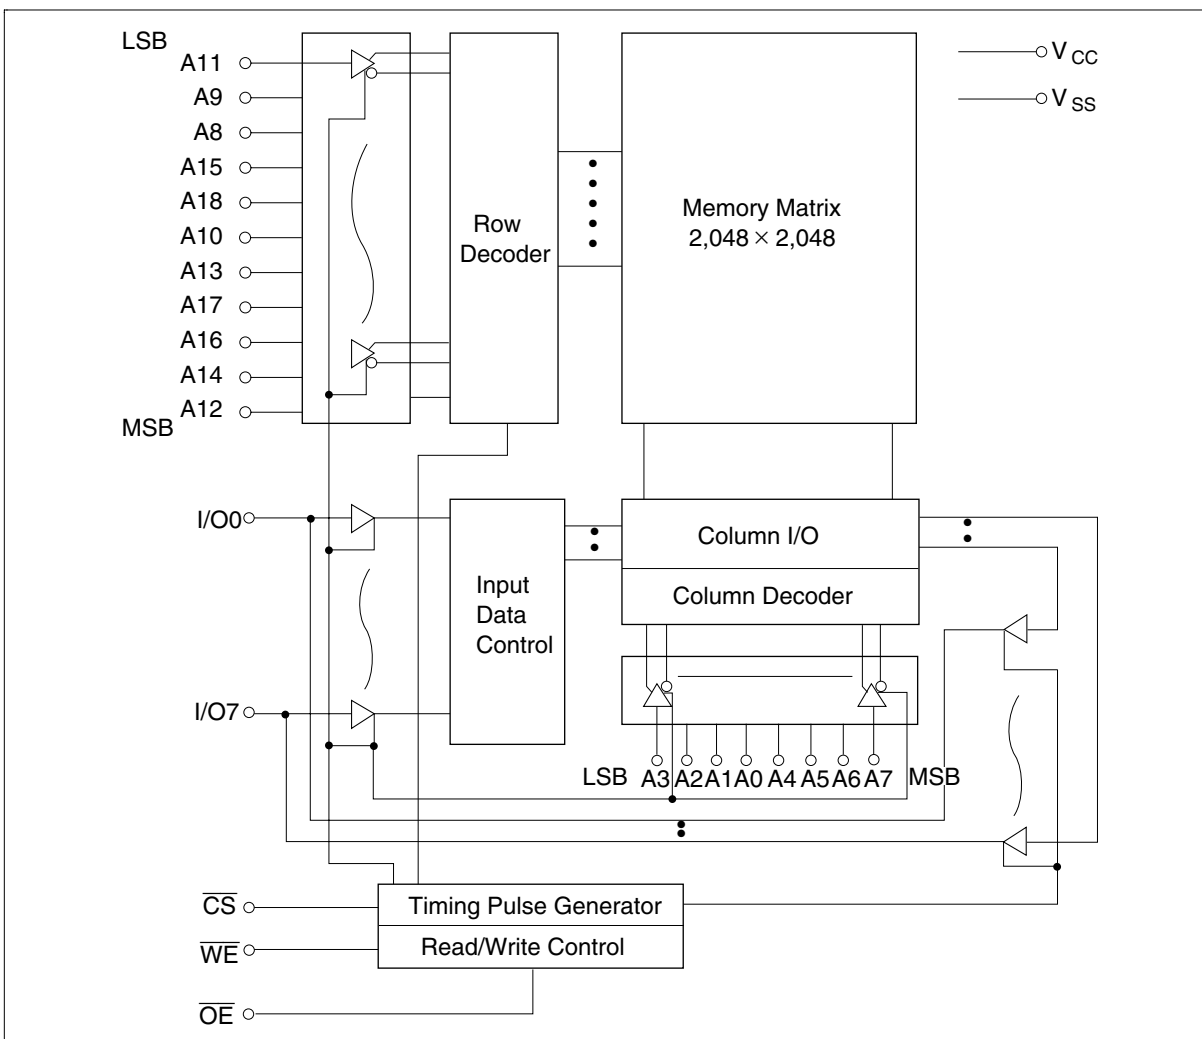 LSB
A11
A9
A8
A15
A18
A10
A13
A17
A16
A14
A12
MSB
Row
Decoder
Memory Matrix
2,048 × 2,048
V CC
V SS
I/O0
I/O7
Input
Data
Control
Column I/O
Column Decoder
LSB A3 A2 A1 A0 A4 A5 A6 A7 MSB
CS
WE
OE
Timing Pulse Generator
Read/Write Control